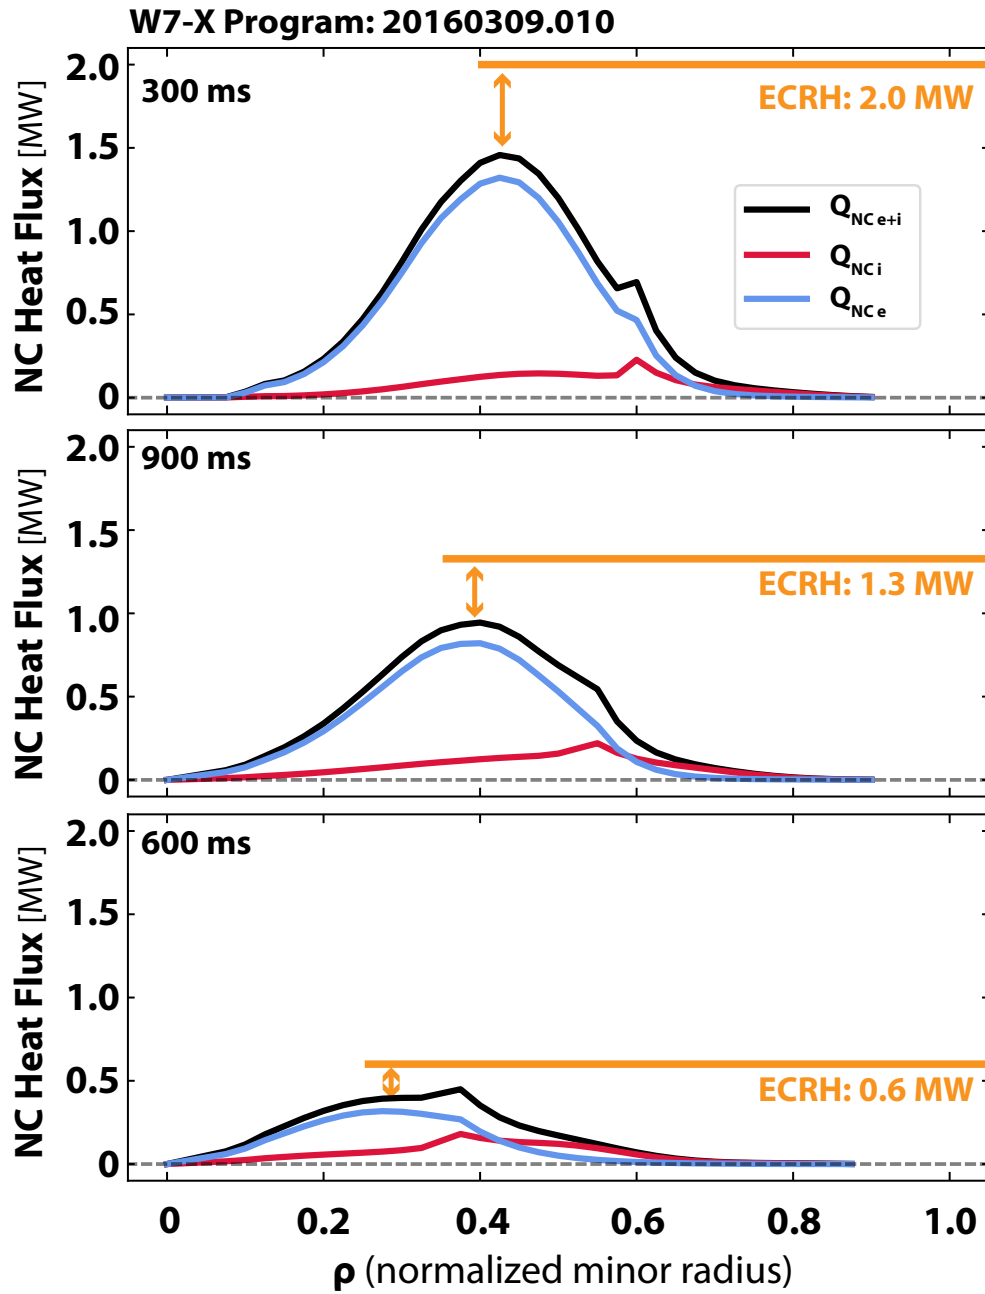 W7-X Program: 20160309.010
NC Heat Flux [MW]
2.0
1.5
1.0
0.5
0
300 ms
ECRH: 2.0 MW
Q NC e+i
Q NC i
Q NC e
NC Heat Flux [MW]
2.0
1.5
1.0
0.5
0
900 ms
ECRH: 1.3 MW
NC Heat Flux [MW]
2.0
1.5
1.0
0.5
0
600 ms
ECRH: 0.6 MW
0 0.2 0.4 0.6 0.8 1.0
ρ (normalized minor radius)